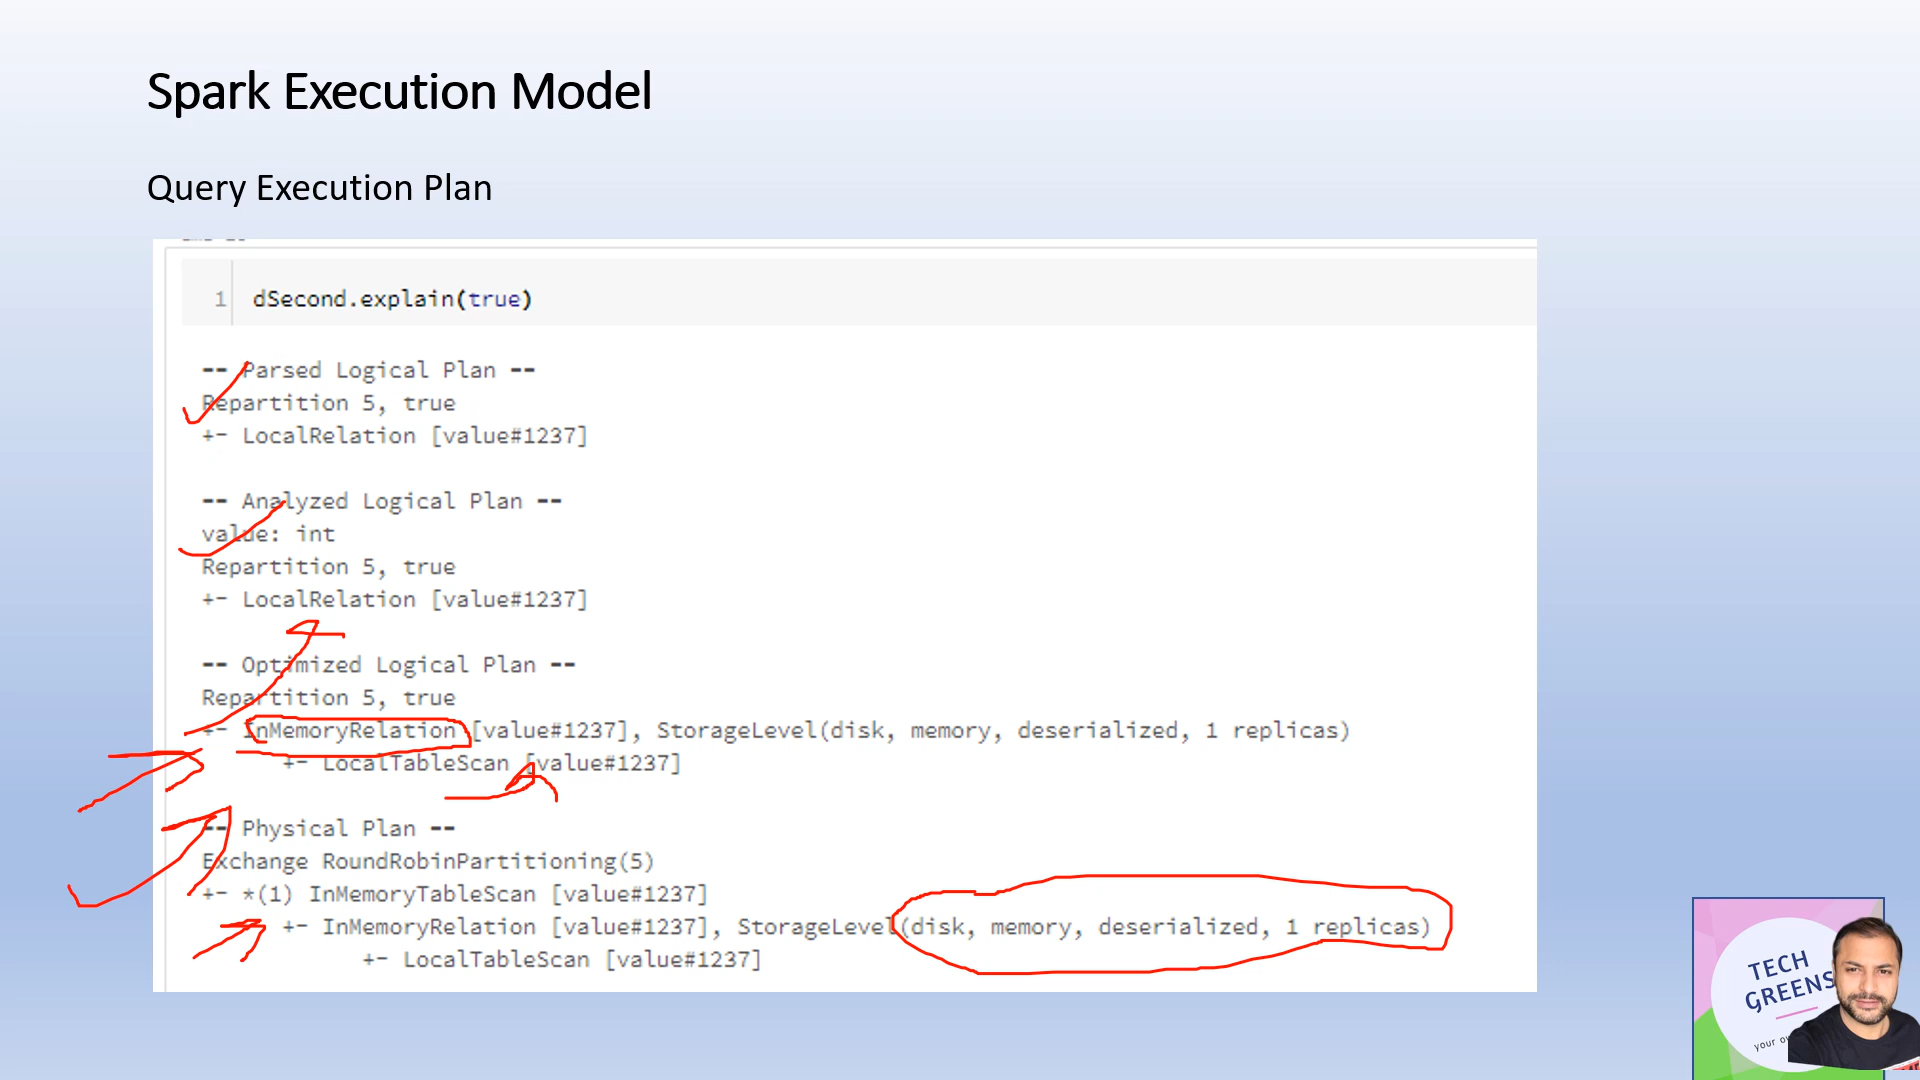 Spark Execution Model
Query Execution Plan
1 dSecond.explain(true)
-- Parsed Logical Plan --
Repartition 5, true
+- LocalRelation [value#1237]
-- Analyzed Logical Plan --
value: int
Repartition 5, true
+- LocalRelation [value#1237]
-- Optimized Logical Plan --
Repartition 5, true
+- InMemoryRelation [value#1237], StorageLevel(disk, memory, deserialized, 1 replicas)
+- LocalTableScan [value#1237]
-- Physical Plan --
Exchange RoundRobinPartitioning(5)
+- *(1) InMemoryTableScan [value#1237]
+- InMemoryRelation [value#1237], StorageLevel(disk, memory, deserialized, 1 replicas)
+- LocalTableScan [value#1237]
TECH
GREENS
your